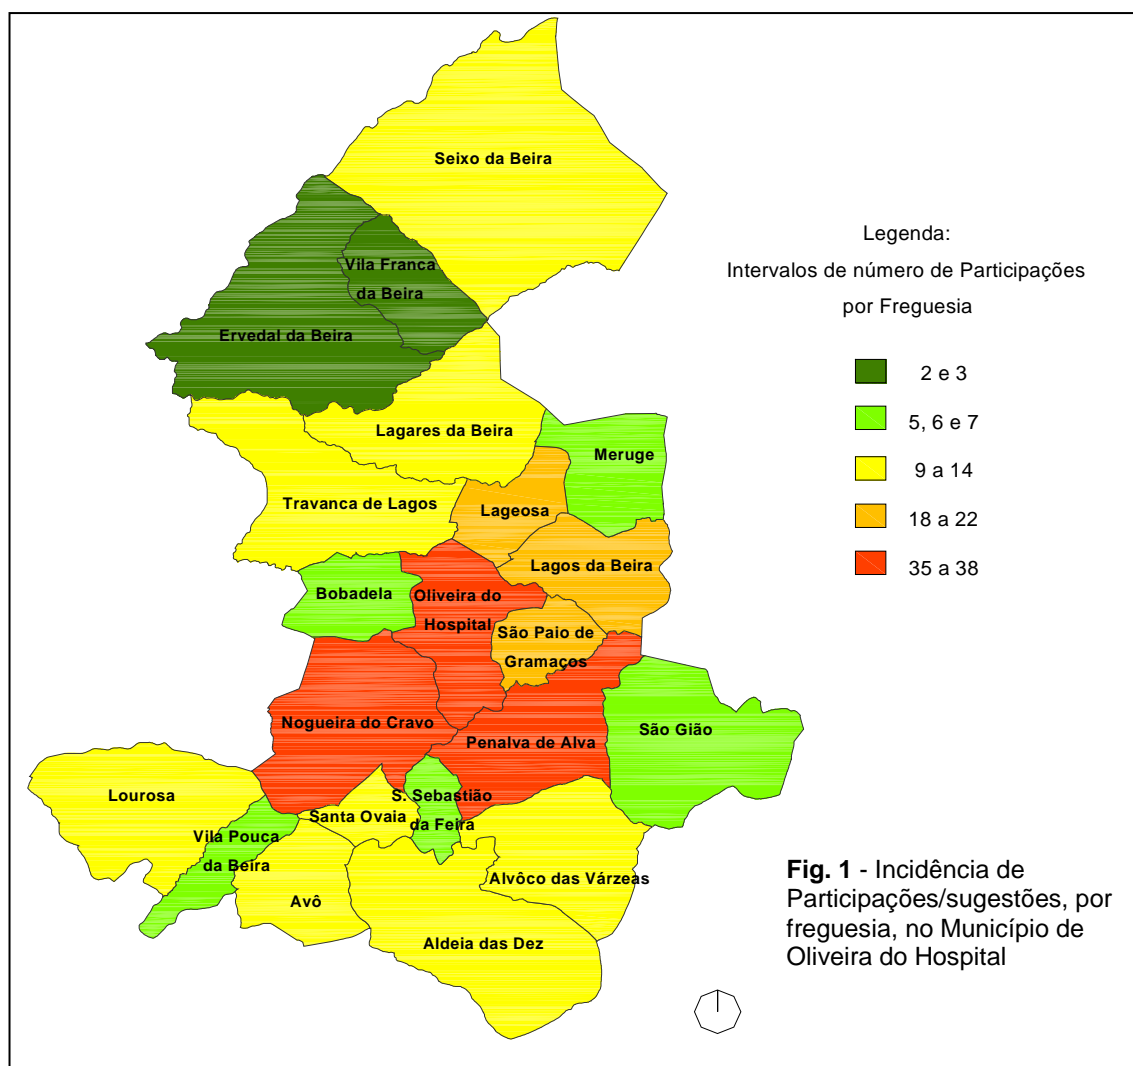 Seixo da Beira
Vila Franca
da Beira
Ervedal da Beira
Lagares da Beira
Meruge
Travanca de Lagos
Lageosa
Lagos da Beira
Bobadela
Oliveira do
Hospital
São Paio de
Gramaços
Nogueira do Cravo
Penalva de Alva
São Gião
Lourosa
S. Sebastião
da Feira
Santa Ovaia
Vila Pouca
da Beira
Avô
Alvôco das Várzeas
Aldeia das Dez
Legenda:
Intervalos de número de Participações
por Freguesia
2 e 3
5, 6 e 7
9 a 14
18 a 22
35 a 38
Fig. 1 - Incidência de
Participações/sugestões, por
freguesia, no Município de
Oliveira do Hospital